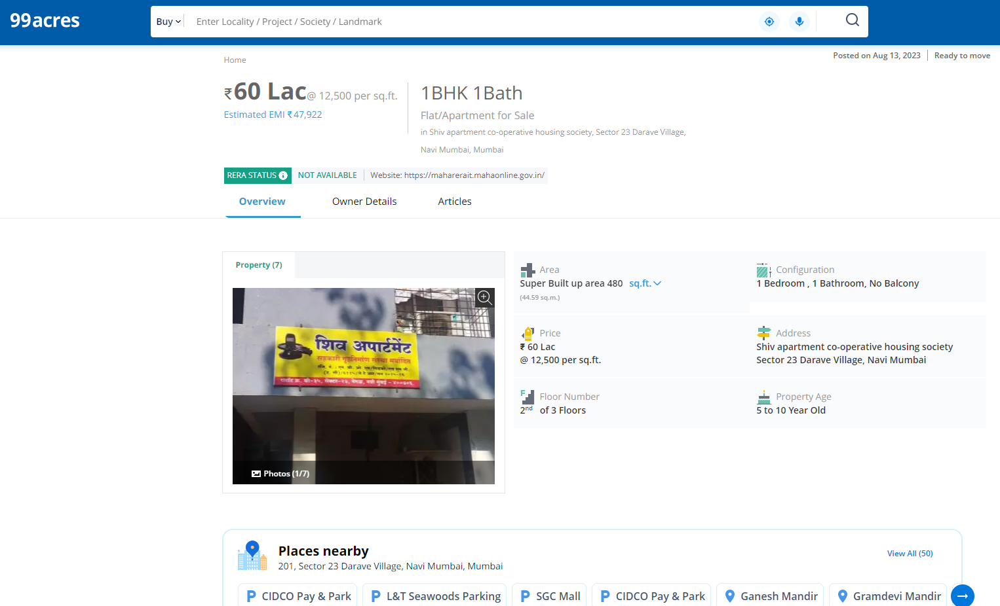 99acres
Buy
Enter Locality / Project / Society / Landmark
Posted on Aug 13, 2023
Ready to move
Home
₹60 Lac@ 12,500 per sq.ft.
Estimated EMI ₹47,922
1BHK 1Bath
Flat/Apartment for Sale
in Shiv apartment co-operative housing society, Sector 23 Darave Village,
Navi Mumbai, Mumbai
RERA STATUS
NOT AVAILABLE
Website: https://maharerait.mahaonline.gov.in/
Overview
Owner Details
Articles
Property (7)
शिव अपार्टमेंट
सहकारी गृहनिर्माण संस्था मर्यादित
Photos (1/7)
Area
Super Built up area 480 sq.ft.
(44.59 sq.m.)
Configuration
1 Bedroom , 1 Bathroom, No Balcony
Price
₹ 60 Lac
@ 12,500 per sq.ft.
Address
Shiv apartment co-operative housing society
Sector 23 Darave Village, Navi Mumbai
Floor Number
2nd of 3 Floors
Property Age
5 to 10 Year Old
Places nearby
201, Sector 23 Darave Village, Navi Mumbai, Mumbai
View All (50)
P CIDCO Pay & Park
P L&T Seawoods Parking
P SGC Mall
P CIDCO Pay & Park
Ganesh Mandir
Gramdevi Mandir